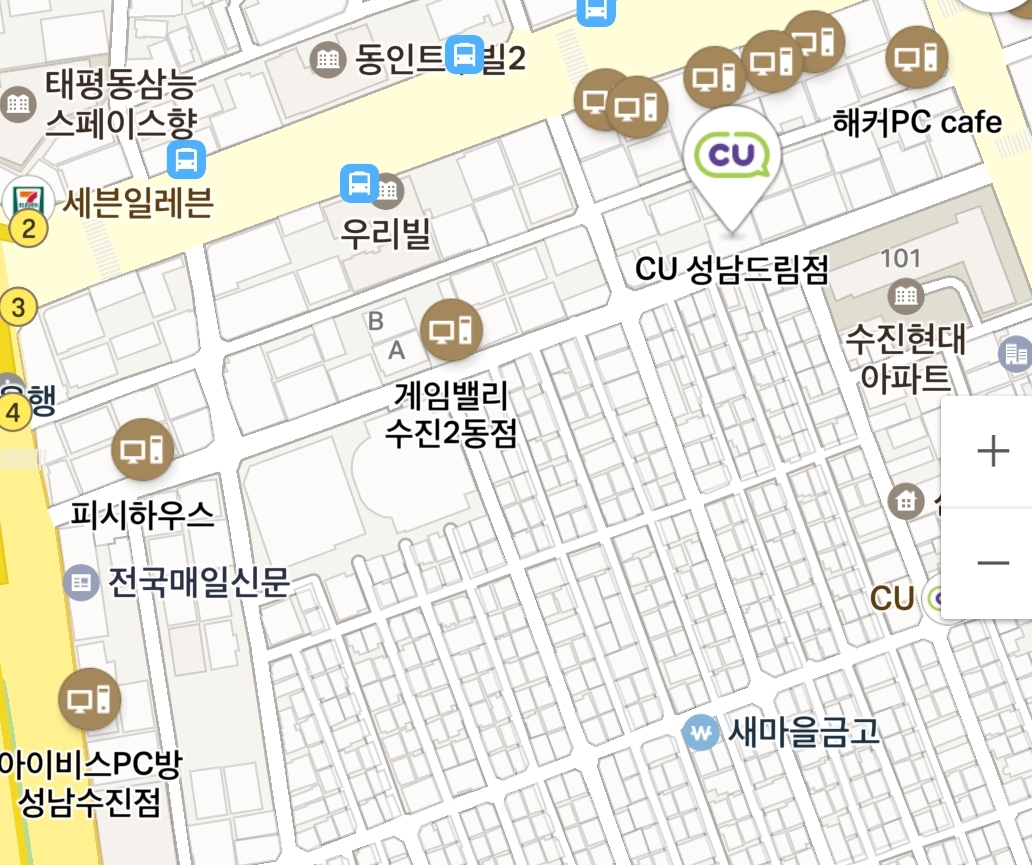 동인트
빌2
태평동삼능
스페이스향
해커PC cafe
CU
7
ELEVEN
세븐일레븐
2
우리빌
CU 성남드림점
101
3
B
A
수진현대
아파트
게임밸리
수진2동점
은행
4
피시하우스
전국매일신문
CU
₩ 새마을금고
아이비스PC방
성남수진점